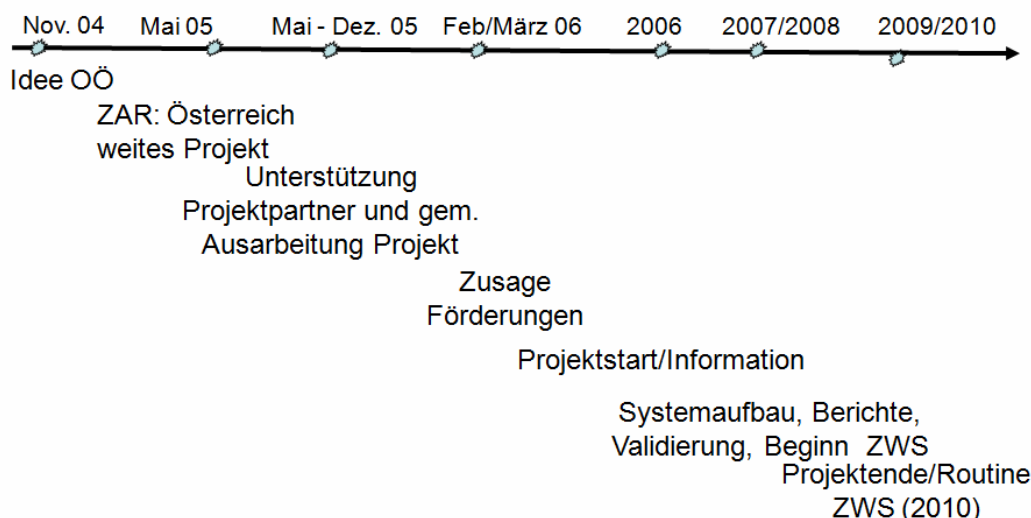 Nov. 04 Mai 05 Mai - Dez. 05 Feb/März 06 2006 2007/2008 2009/2010
Idee OÖ
ZAR: Österreich
weites Projekt
Unterstützung
Projektpartner und gem.
Ausarbeitung Projekt
Zusage
Förderungen
Projektstart/Information
Systemaufbau, Berichte,
Validierung, Beginn ZWS
Projektende/Routine
ZWS (2010)